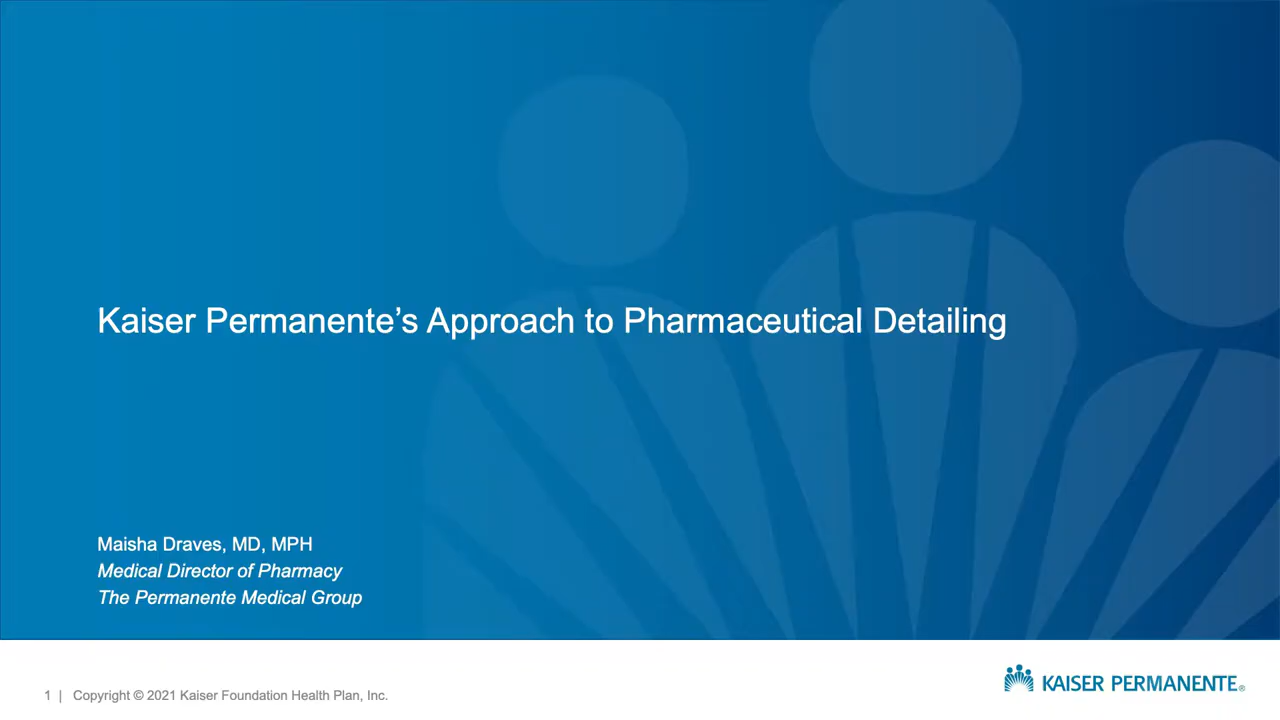 Kaiser Permanente’s Approach to Pharmaceutical Detailing
Maisha Draves, MD, MPH
Medical Director of Pharmacy
The Permanente Medical Group
1 | Copyright © 2021 Kaiser Foundation Health Plan, Inc.
KAISER PERMANENTE®